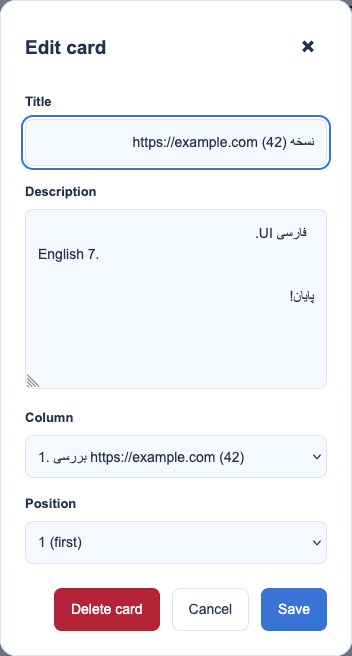 Edit card
Title
نسخه (42) https://example.com
Description
فارسی UI.
English 7.
پایان!
Column
1. بررسی https://example.com (42)
Position
1 (first)
Delete card
Cancel
Save